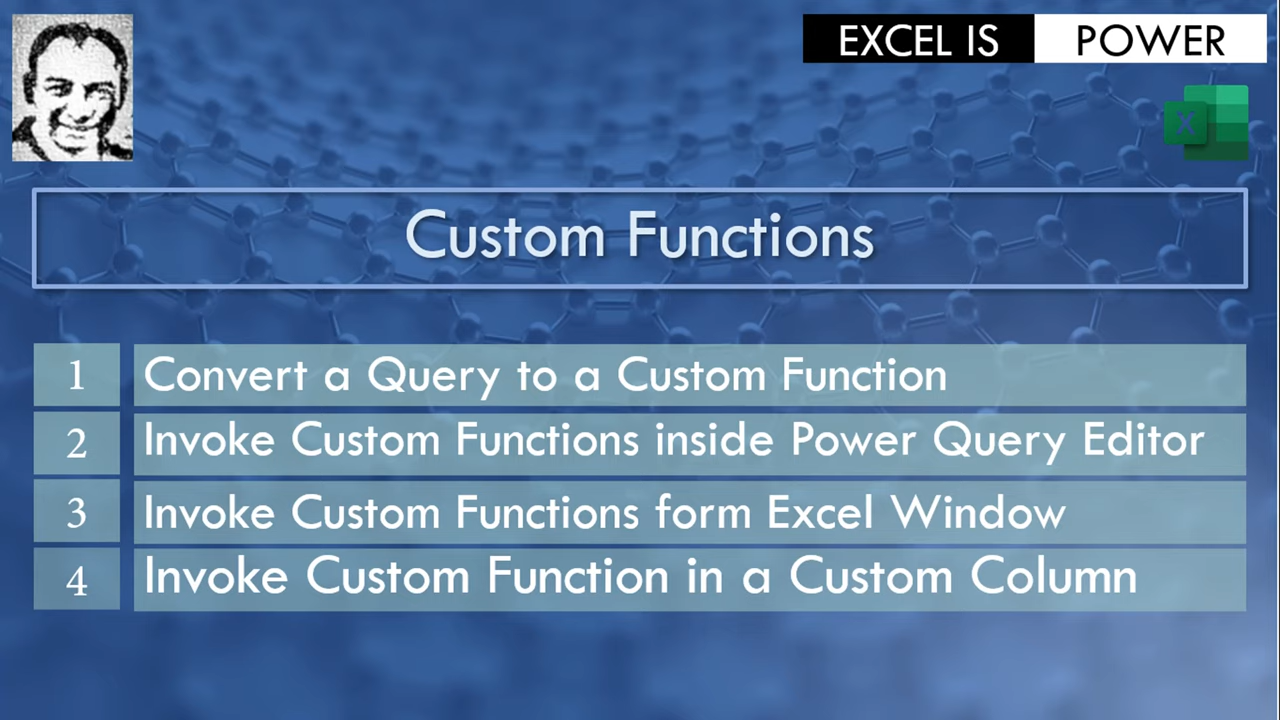 EXCEL IS POWER
X
Custom Functions
1 Convert a Query to a Custom Function
2 Invoke Custom Functions inside Power Query Editor
3 Invoke Custom Functions form Excel Window
4 Invoke Custom Function in a Custom Column